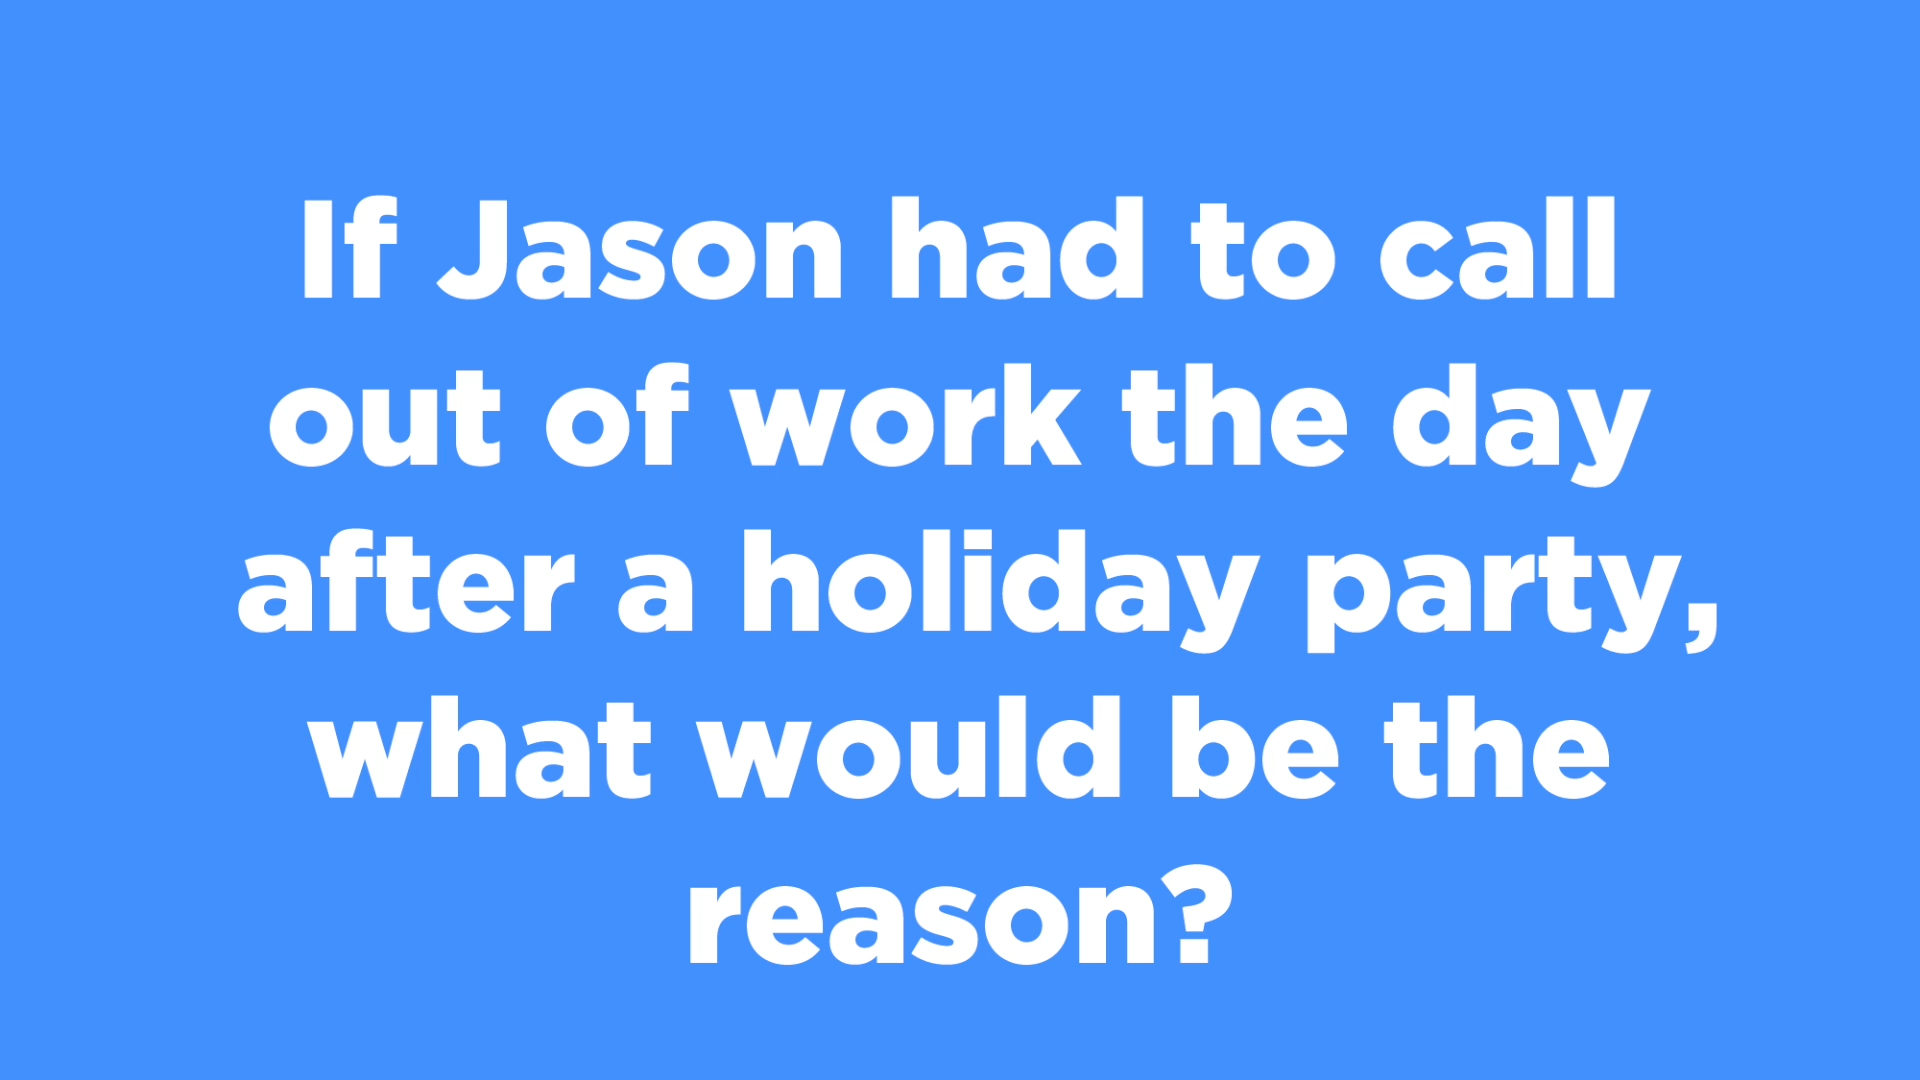 If Jason had to call
out of work the day
after a holiday party,
what would be the
reason?